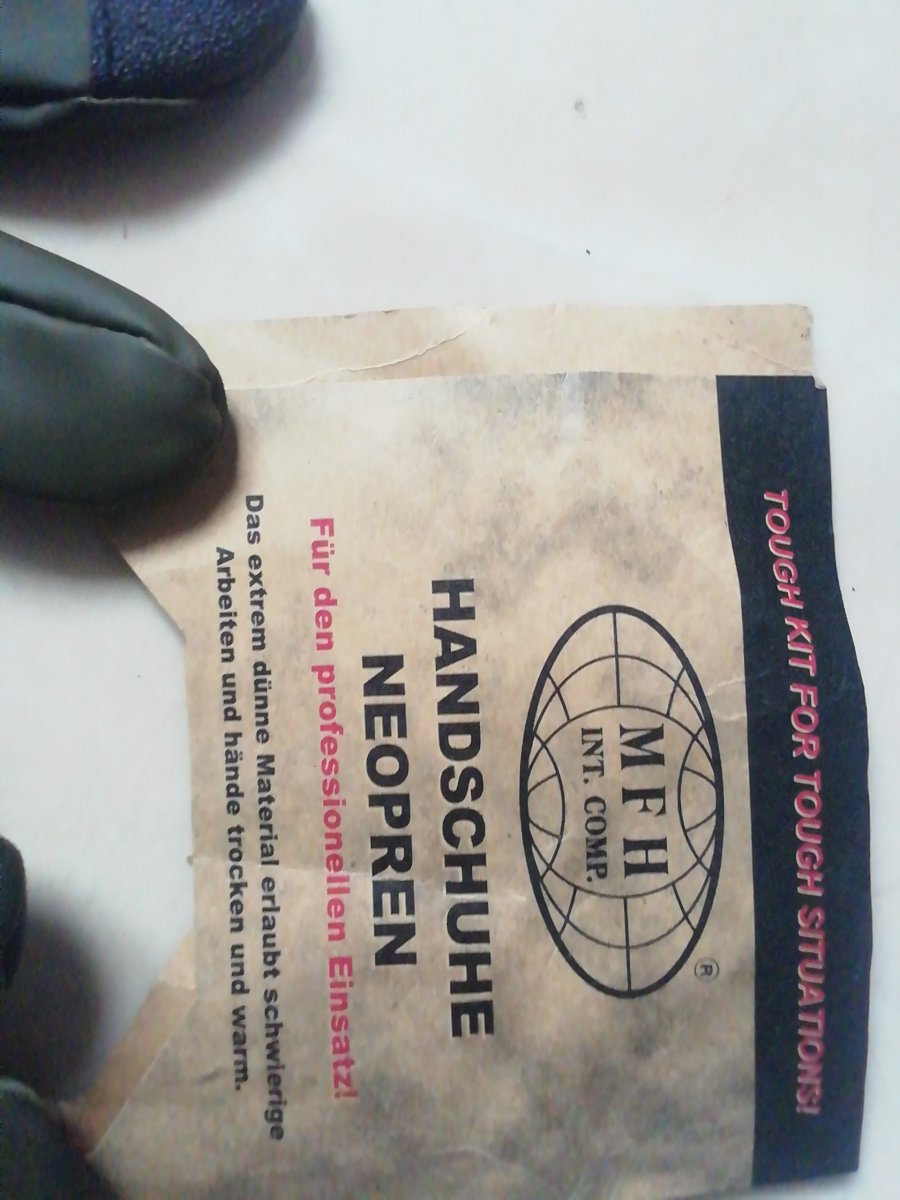 TOUGH KIT FOR TOUGH SITUATIONS!
®
M F H
INT. COMP.
HANDSCHUHE
NEOPREN
Für den professionellen Einsatz!
Das extrem dünne Material erlaubt schwierige
Arbeiten und hände trocken und warm.